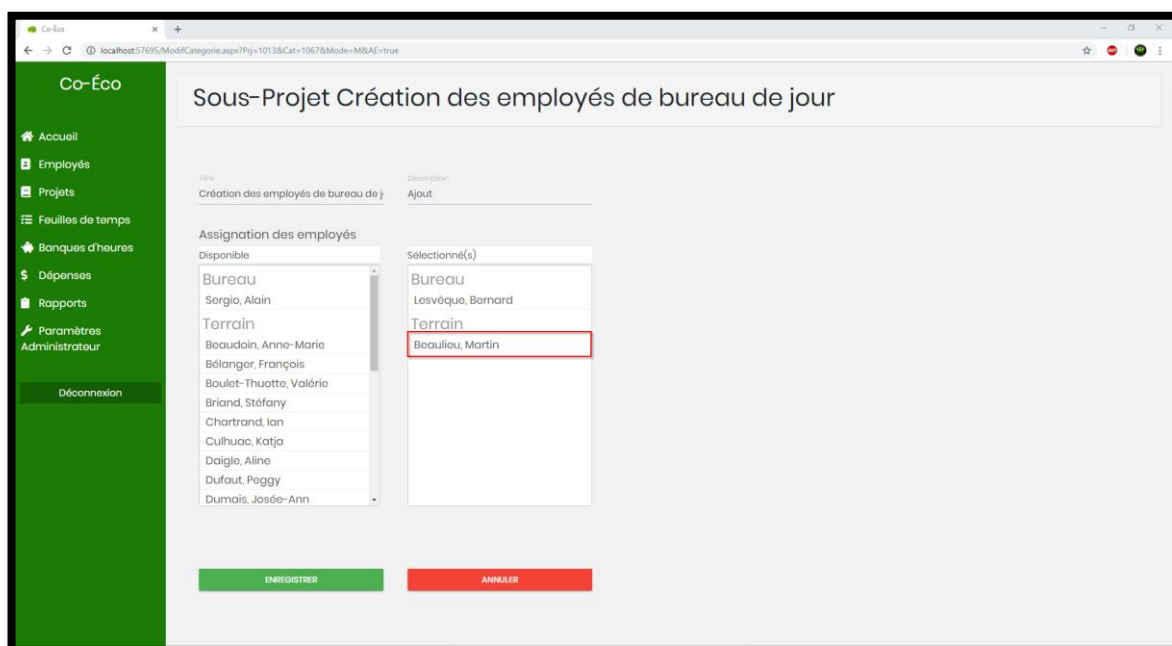 Co-Éco
localhost:57695/ModifCategorie.aspx?Prj=1013&Cat=1067&Mode=M&AE=true
Co-Éco
Sous-Projet Création des employés de bureau de jour
Accueil
Employés
Projets
Feuilles de temps
Banques d'heures
Dépenses
Rapports
Paramètres
Administrateur
Déconnexion
Titre
Description
Création des employés de bureau de j
Ajout
Assignation des employés
Disponible
Sélectionné(s)
Bureau
Sergio, Alain
Terrain
Beaudoin, Anne-Marie
Bélanger, François
Boulet-Thuotte, Valérie
Briand, Stéfany
Chartrand, Ian
Culhuac, Katja
Daigle, Aline
Dufaut, Peggy
Dumais, Josée-Ann
Bureau
Lesvêque, Bernard
Terrain
Beaulieu, Martin
ENREGISTRER
ANNULER